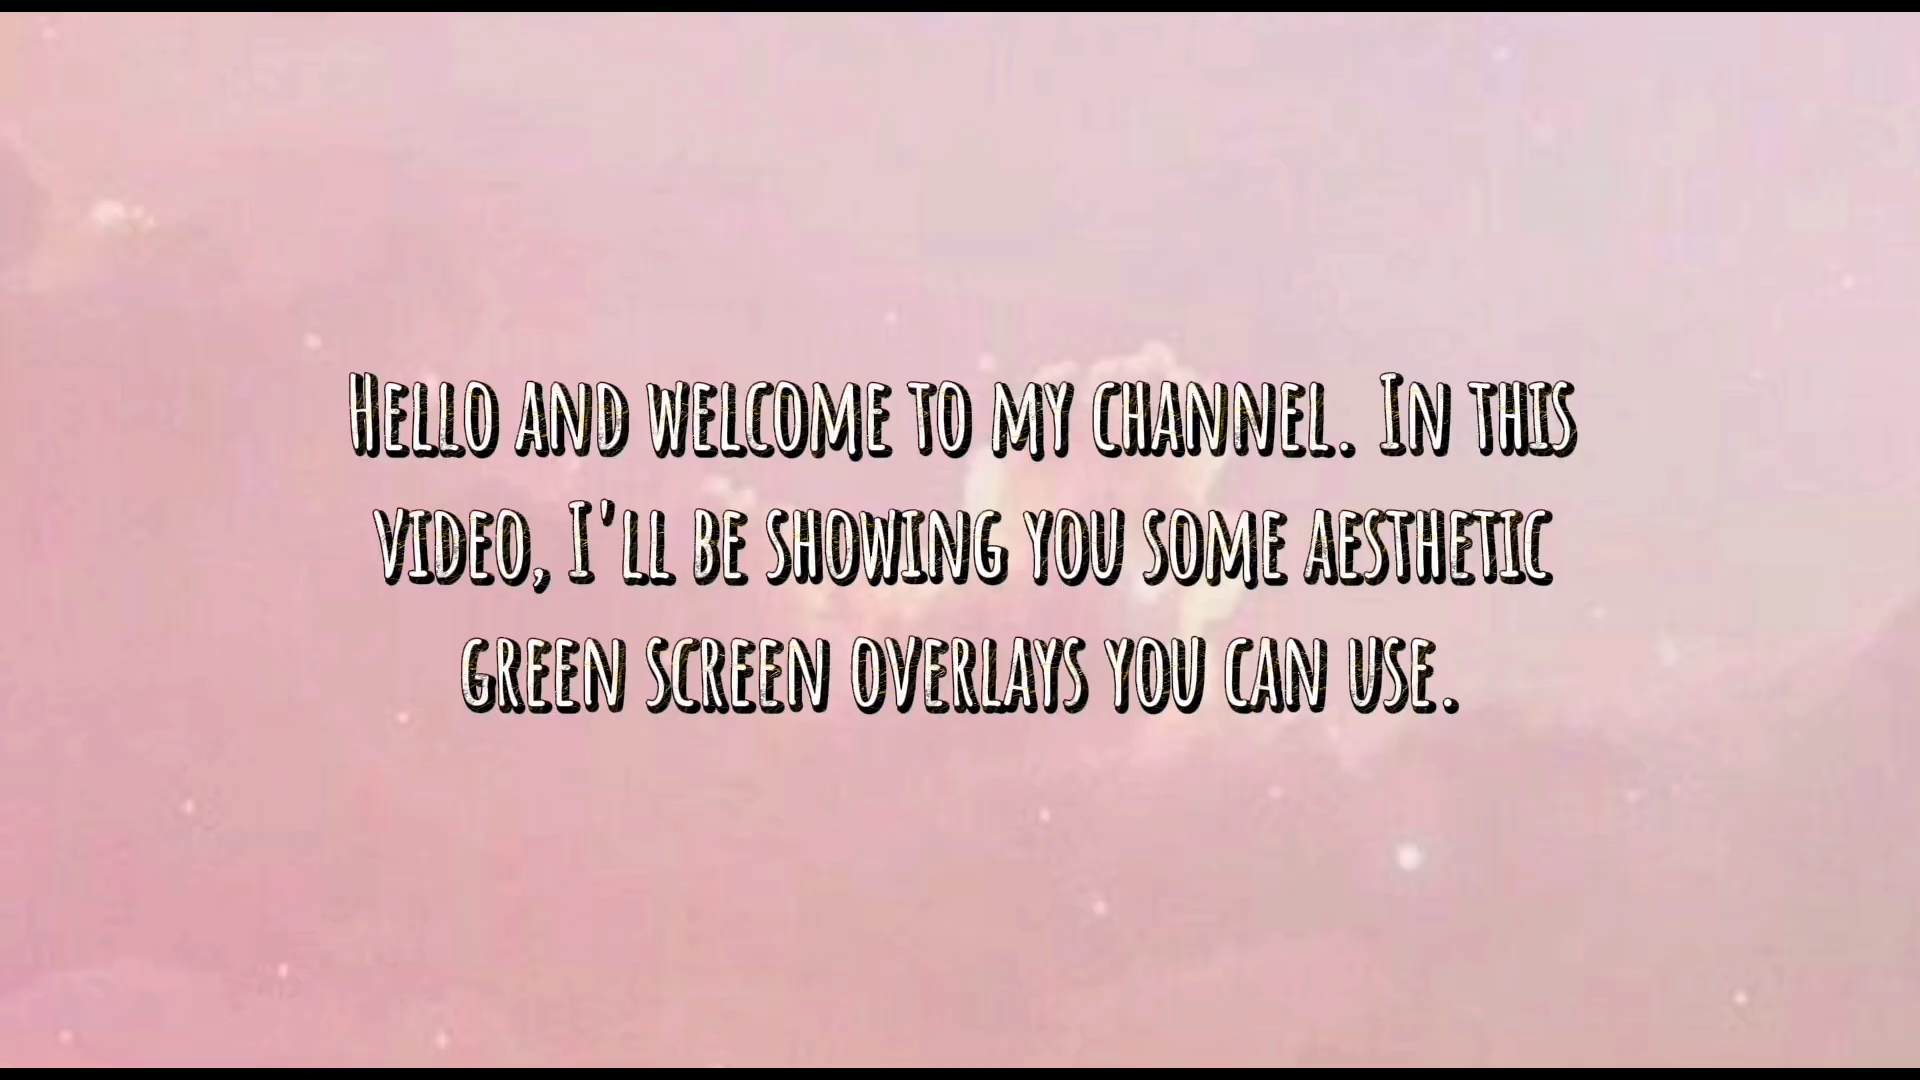 Hello and welcome to my channel. In this
video, I'll be showing you some aesthetic
green screen overlays you can use.